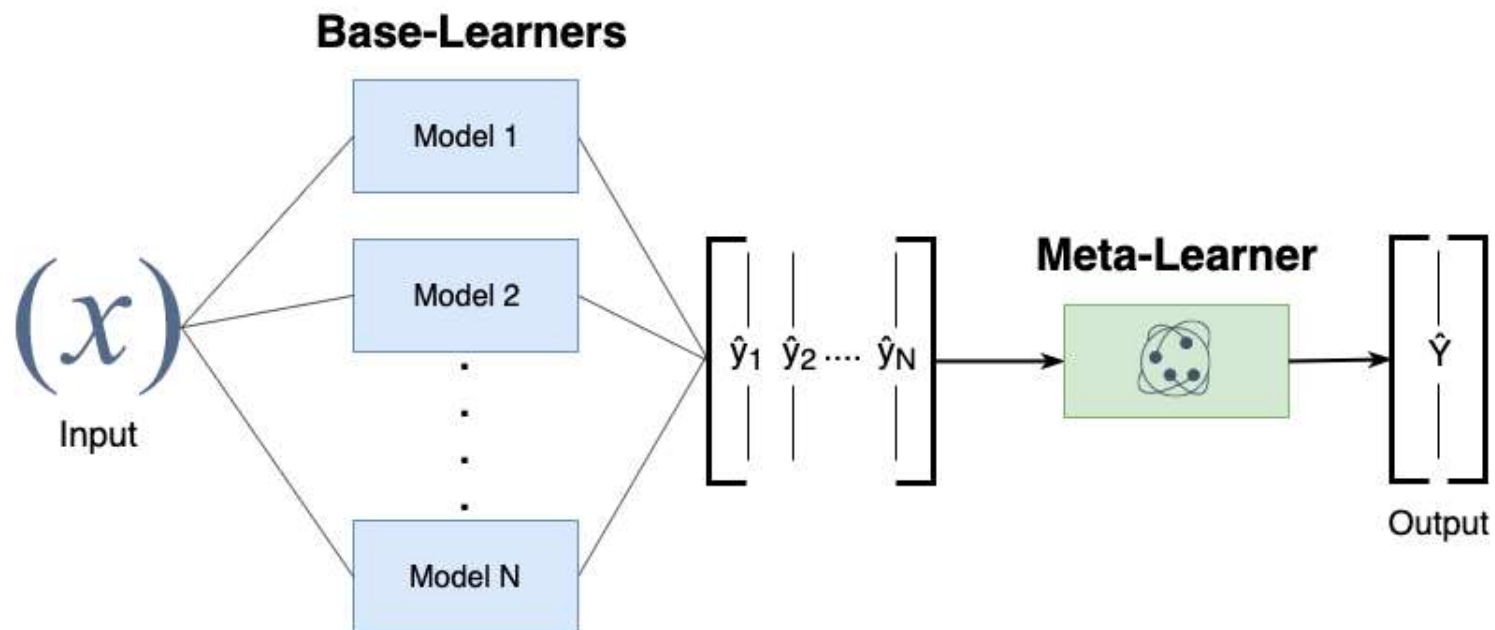 Base-Learners
Model 1
Model 2
Model N
(x)
Input
ŷ1 ŷ2 .... ŷN
Meta-Learner
Ŷ
Output